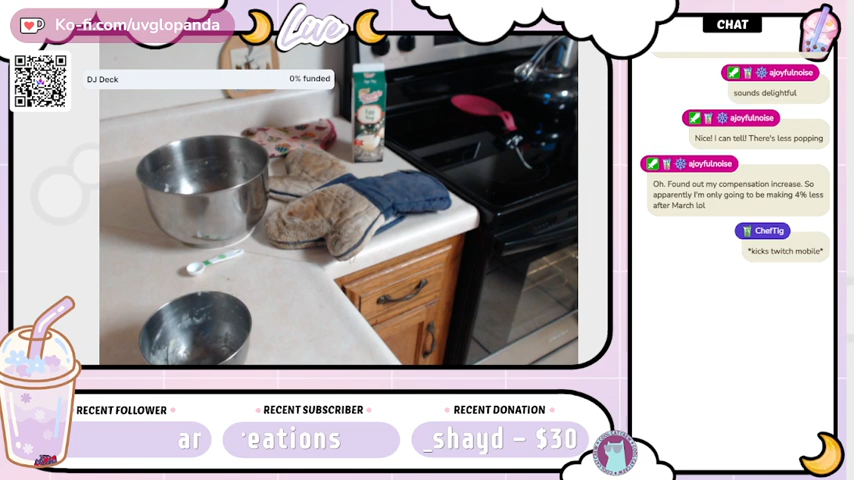 Ko-fi.com/uvglopanda
Live
CHAT
DJ Deck
0% funded
ajoyfulnoise
sounds delightful
ajoyfulnoise
Nice! I can tell! There's less popping
ajoyfulnoise
Oh. Found out my compensation increase. So
apparently I'm only going to be making 4% less
after March lol
ChefTig
*kicks twitch mobile*
RECENT FOLLOWER
RECENT SUBSCRIBER
RECENT DONATION
ar
eations
_shayd - $30